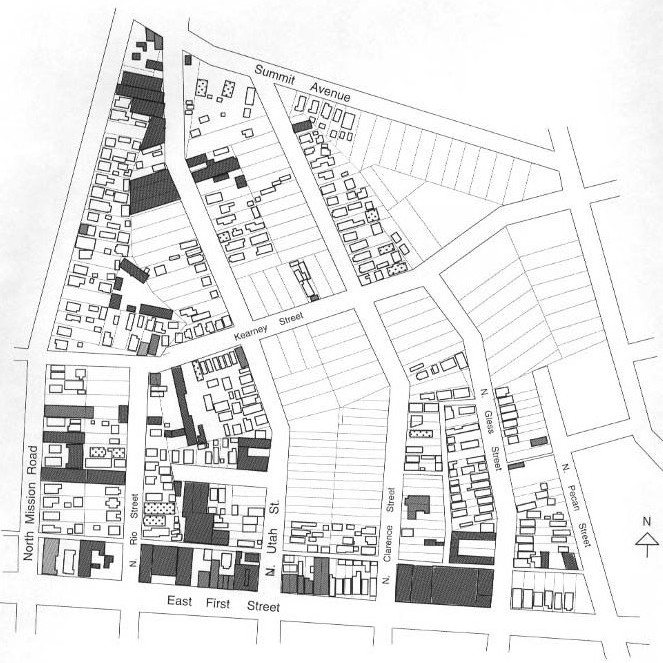 Summit Avenue
Kearney Street
N. Gless Street
North Mission Road
N. Pecan Street
N. Rio Street
N. Utah St.
N. Clarence Street
N
East First Street